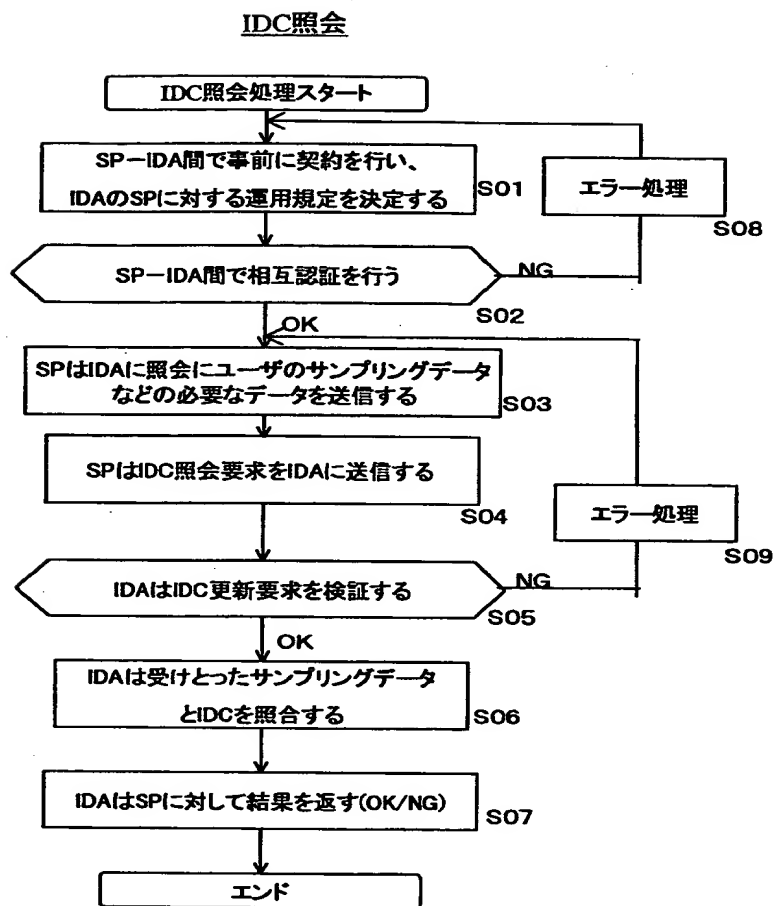 IDC照会
IDC照会処理スタート
SP－IDA間で事前に契約を行い、
IDAのSPに対する運用規定を決定する
S01
エラー処理
S08
SP－IDA間で相互認証を行う
NG
S02
OK
SPはIDAに照会にユーザのサンプリングデータ
などの必要なデータを送信する
S03
SPはIDC照会要求をIDAに送信する
S04
エラー処理
S09
IDAはIDC更新要求を検証する
NG
S05
OK
IDAは受けとったサンプリングデータ
とIDCを照合する
S06
IDAはSPに対して結果を返す(OK/NG)
S07
エンド